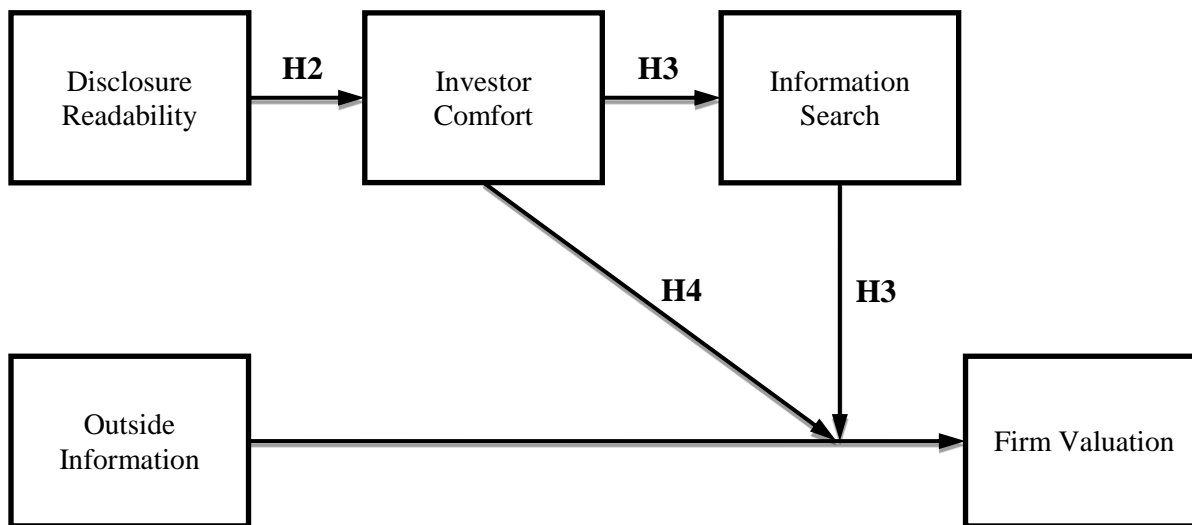 H2
H3
Disclosure
Readability
Investor
Comfort
Information
Search
H4
H3
Outside
Information
Firm Valuation